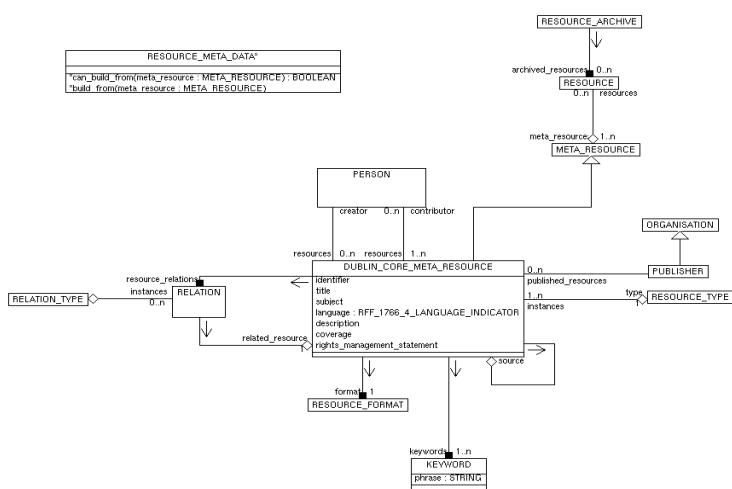 RESOURCE_ARCHIVE
RESOURCE_META_DATA*
*can_build_from(meta_resource : META_RESOURCE) : BOOLEAN
*build_from(meta_resource : META_RESOURCE)
archived_resources 0..n
RESOURCE
0..n resources
meta_resource 1..n
META_RESOURCE
PERSON
creator 0..n contributor
ORGANISATION
resources 0..n resources 1..n
DUBLIN_CORE_META_RESOURCE
identifier
title
subject
language : RFF_1766_4_LANGUAGE_INDICATOR
description
coverage
rights_management_statement
0..n
published_resources
PUBLISHER
resource_relations
instances
0..n
RELATION_TYPE
RELATION
1..n
instances
type
1
RESOURCE_TYPE
related_resource
1
source
format 1
RESOURCE_FORMAT
keywords 1..n
KEYWORD
phrase : STRING